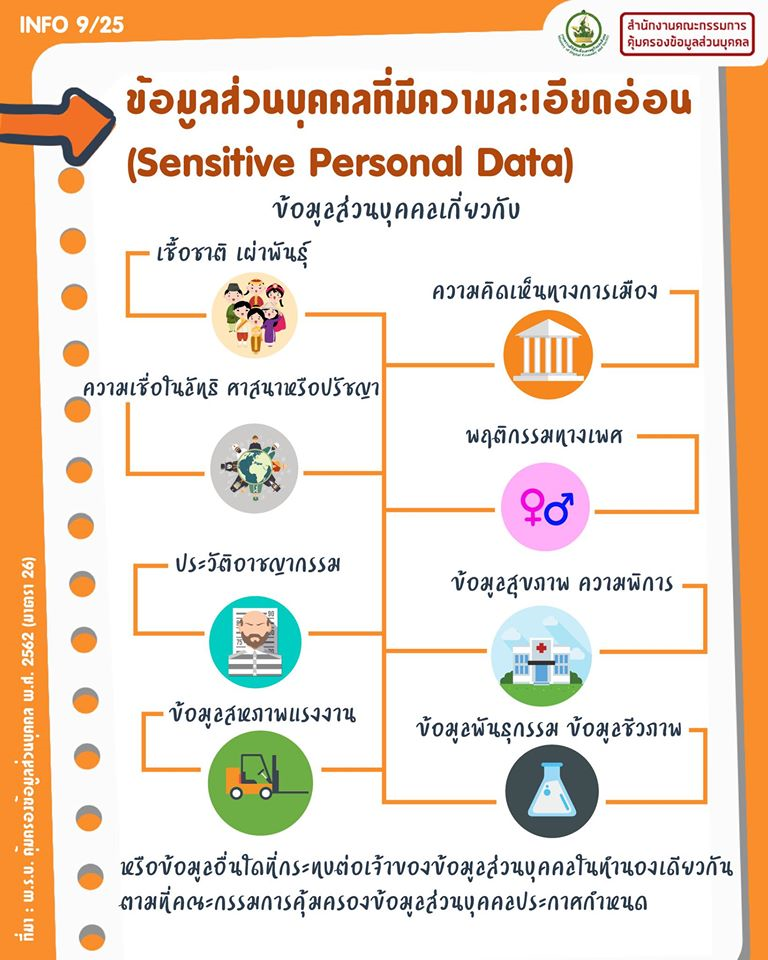 INFO 9/25
สำนักงานคณะกรรมการ
คุ้มครองข้อมูลส่วนบุคคล
ข้อมูลส่วนบุคคลที่มีความละเอียดอ่อน
(Sensitive Personal Data)
ข้อมูลส่วนบุคคลเกี่ยวกับ
เชื้อชาติ เผ่าพันธุ์
ความคิดเห็นทางการเมือง
ความเชื่อในลัทธิ ศาสนาหรือปรัชญา
พฤติกรรมทางเพศ
ประวัติอาชญากรรม
ข้อมูลสุขภาพ ความพิการ
ข้อมูลสหภาพแรงงาน
ข้อมูลพันธุกรรม ข้อมูลชีวภาพ
หรือข้อมูลอื่นใดที่กระทบต่อเจ้าของข้อมูลส่วนบุคคลในทำนองเดียวกัน
ตามที่คณะกรรมการคุ้มครองข้อมูลส่วนบุคคลประกาศกำหนด
ที่มา : พ.ร.บ. คุ้มครองข้อมูลส่วนบุคคล พ.ศ. 2562 (มาตรา 26)